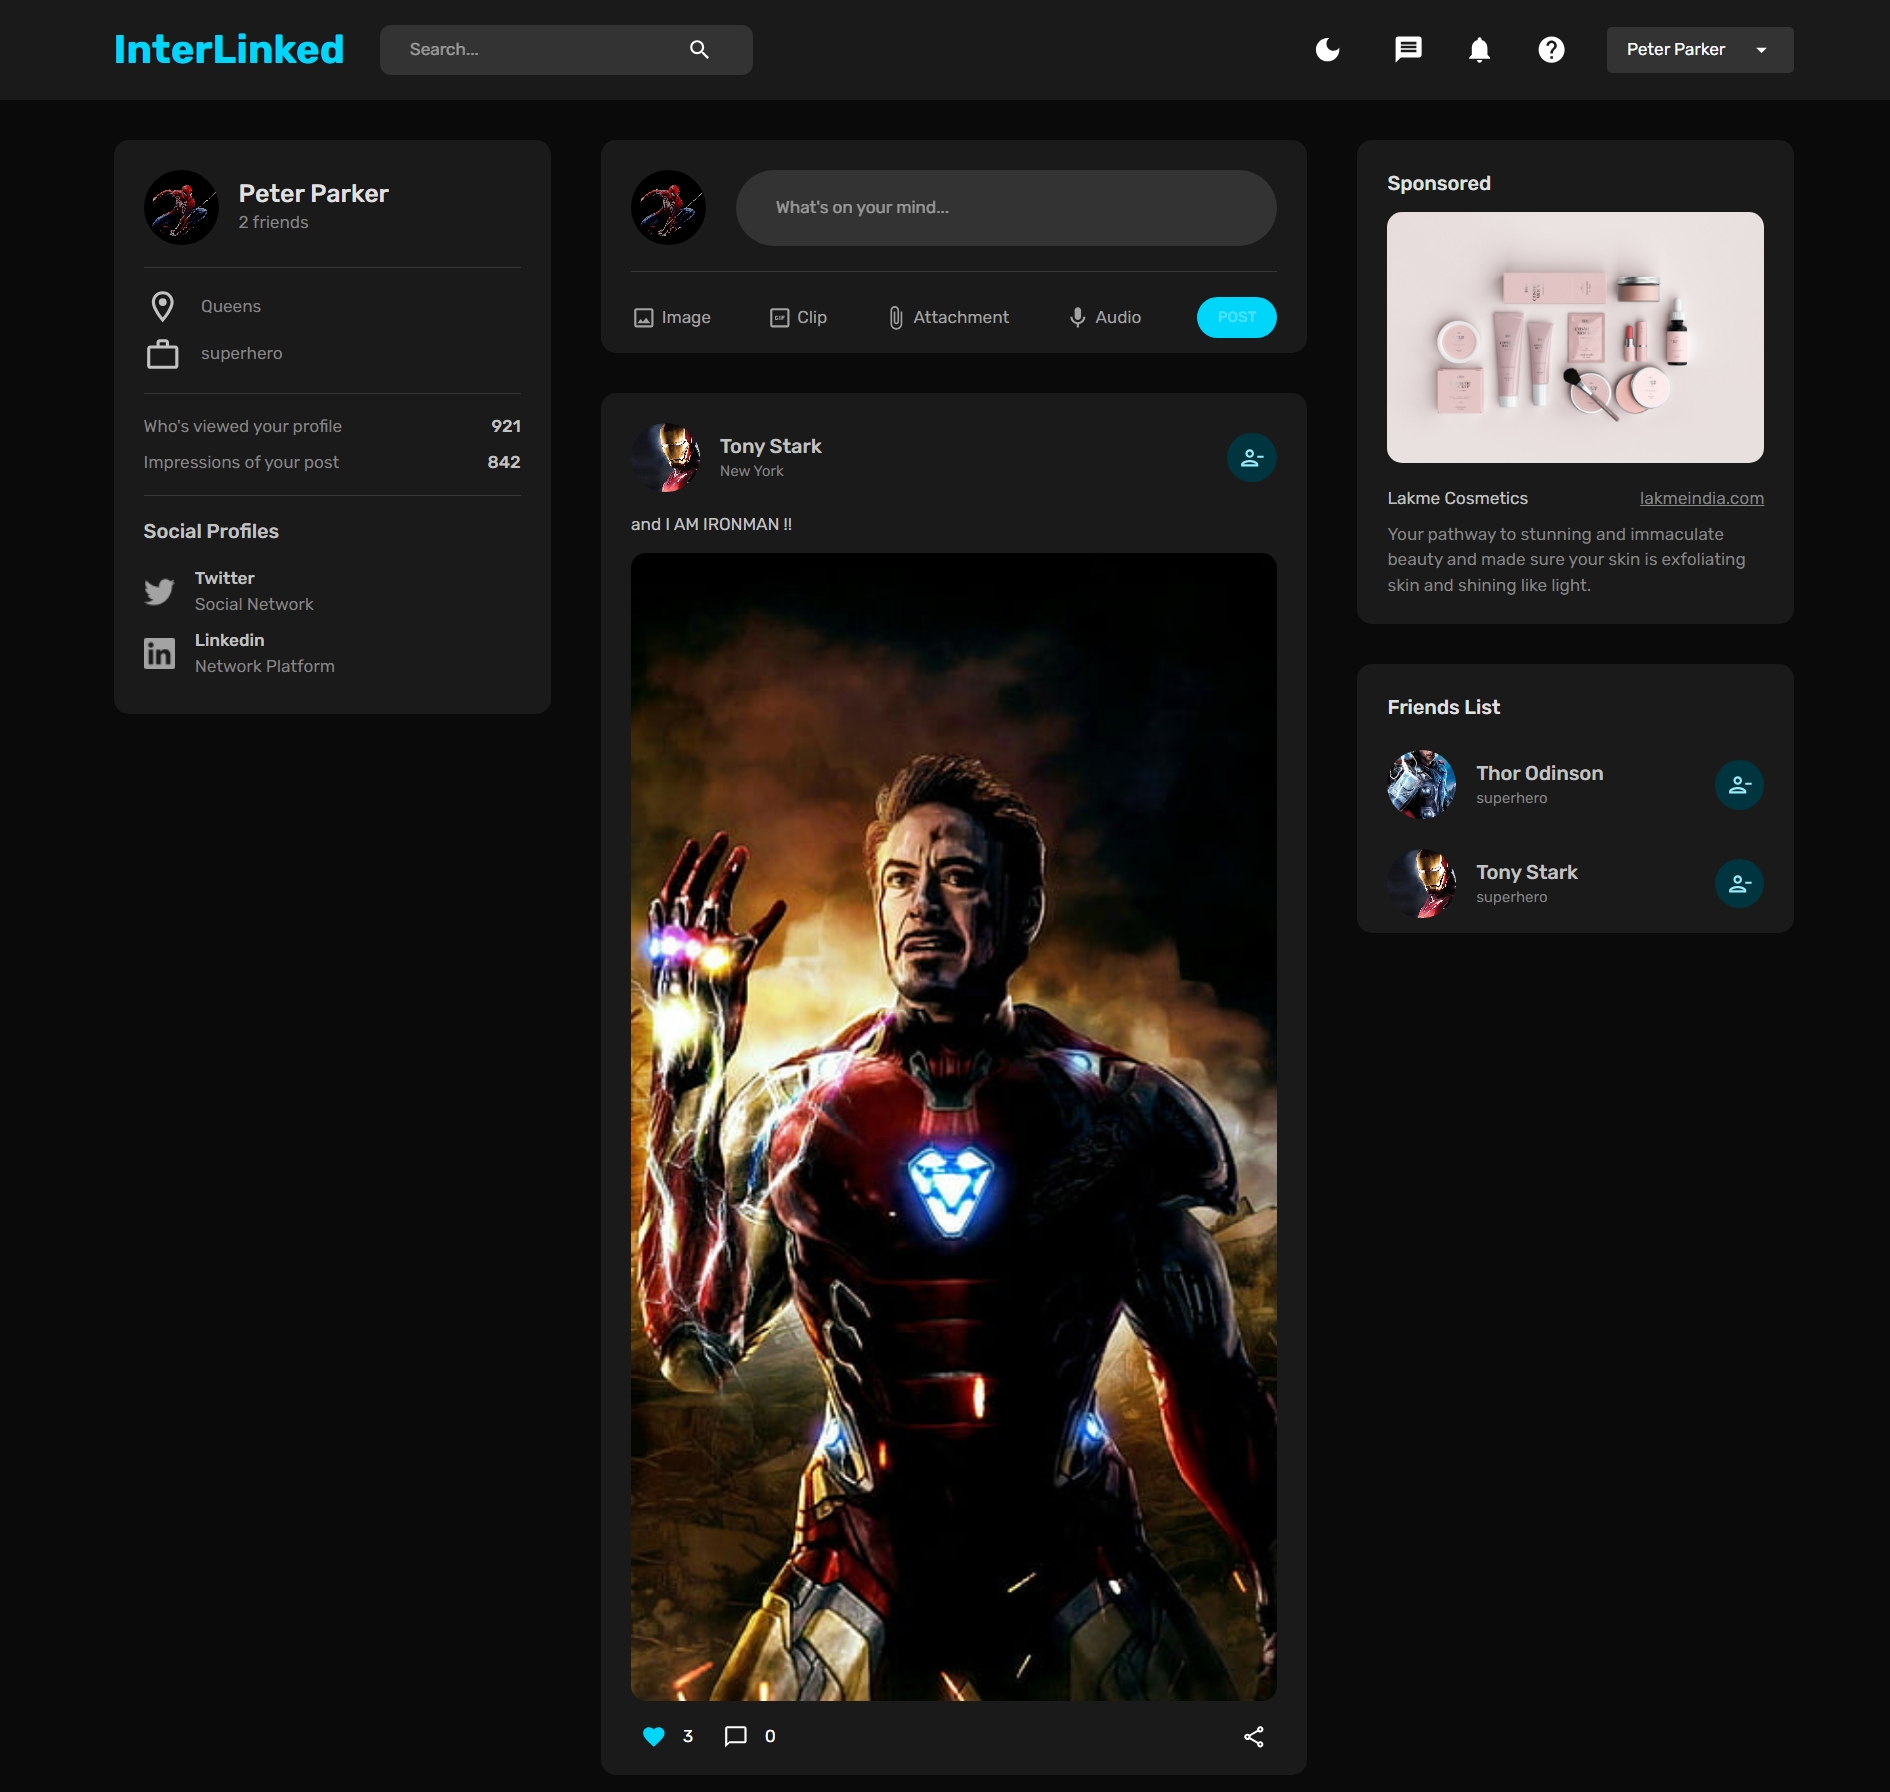 InterLinked
Search...
Peter Parker
Peter Parker
2 friends
Queens
superhero
Who's viewed your profile 921
Impressions of your post 842
Social Profiles
Twitter
Social Network
Linkedin
Network Platform
What's on your mind...
Image Clip Attachment Audio POST
Tony Stark
New York
and I AM IRONMAN !!
3 0
Sponsored
Lakme Cosmetics lakmeindia.com
Your pathway to stunning and immaculate
beauty and made sure your skin is exfoliating
skin and shining like light.
Friends List
Thor Odinson
superhero
Tony Stark
superhero